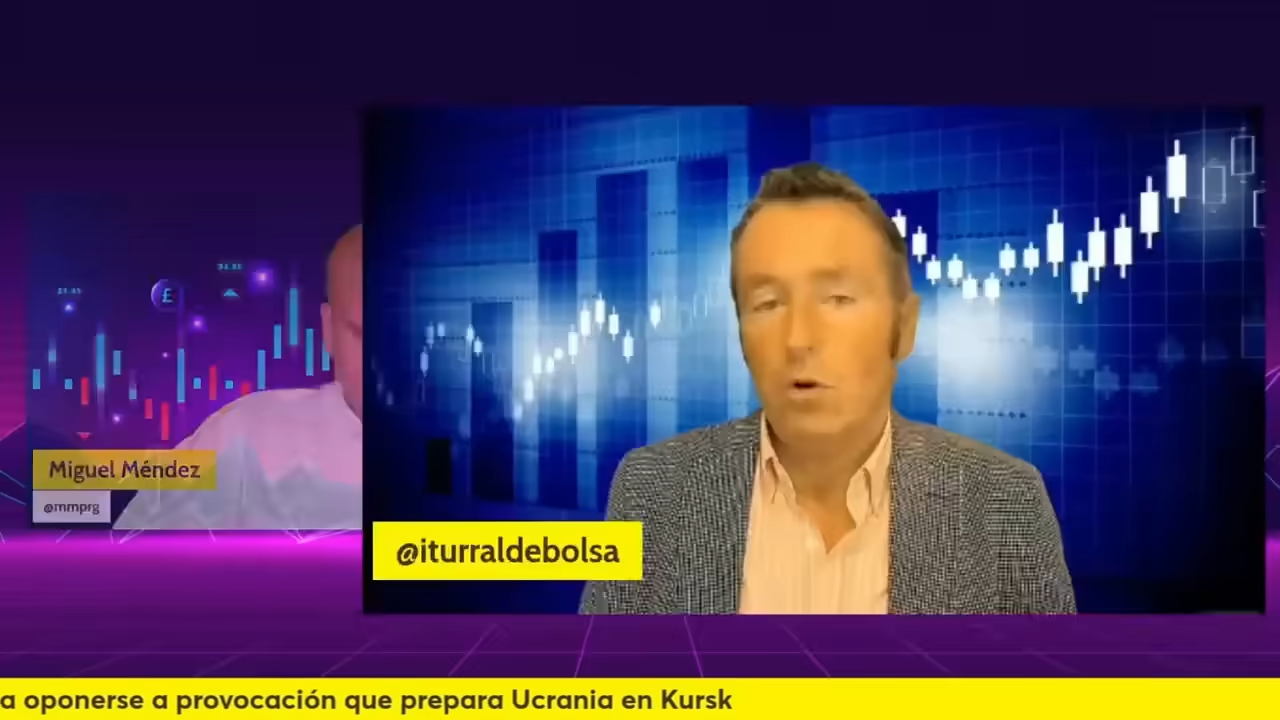 Miguel Méndez
@mmprg
@iturraldebolsa
a oponerse a provocación que prepara Ucrania en Kursk